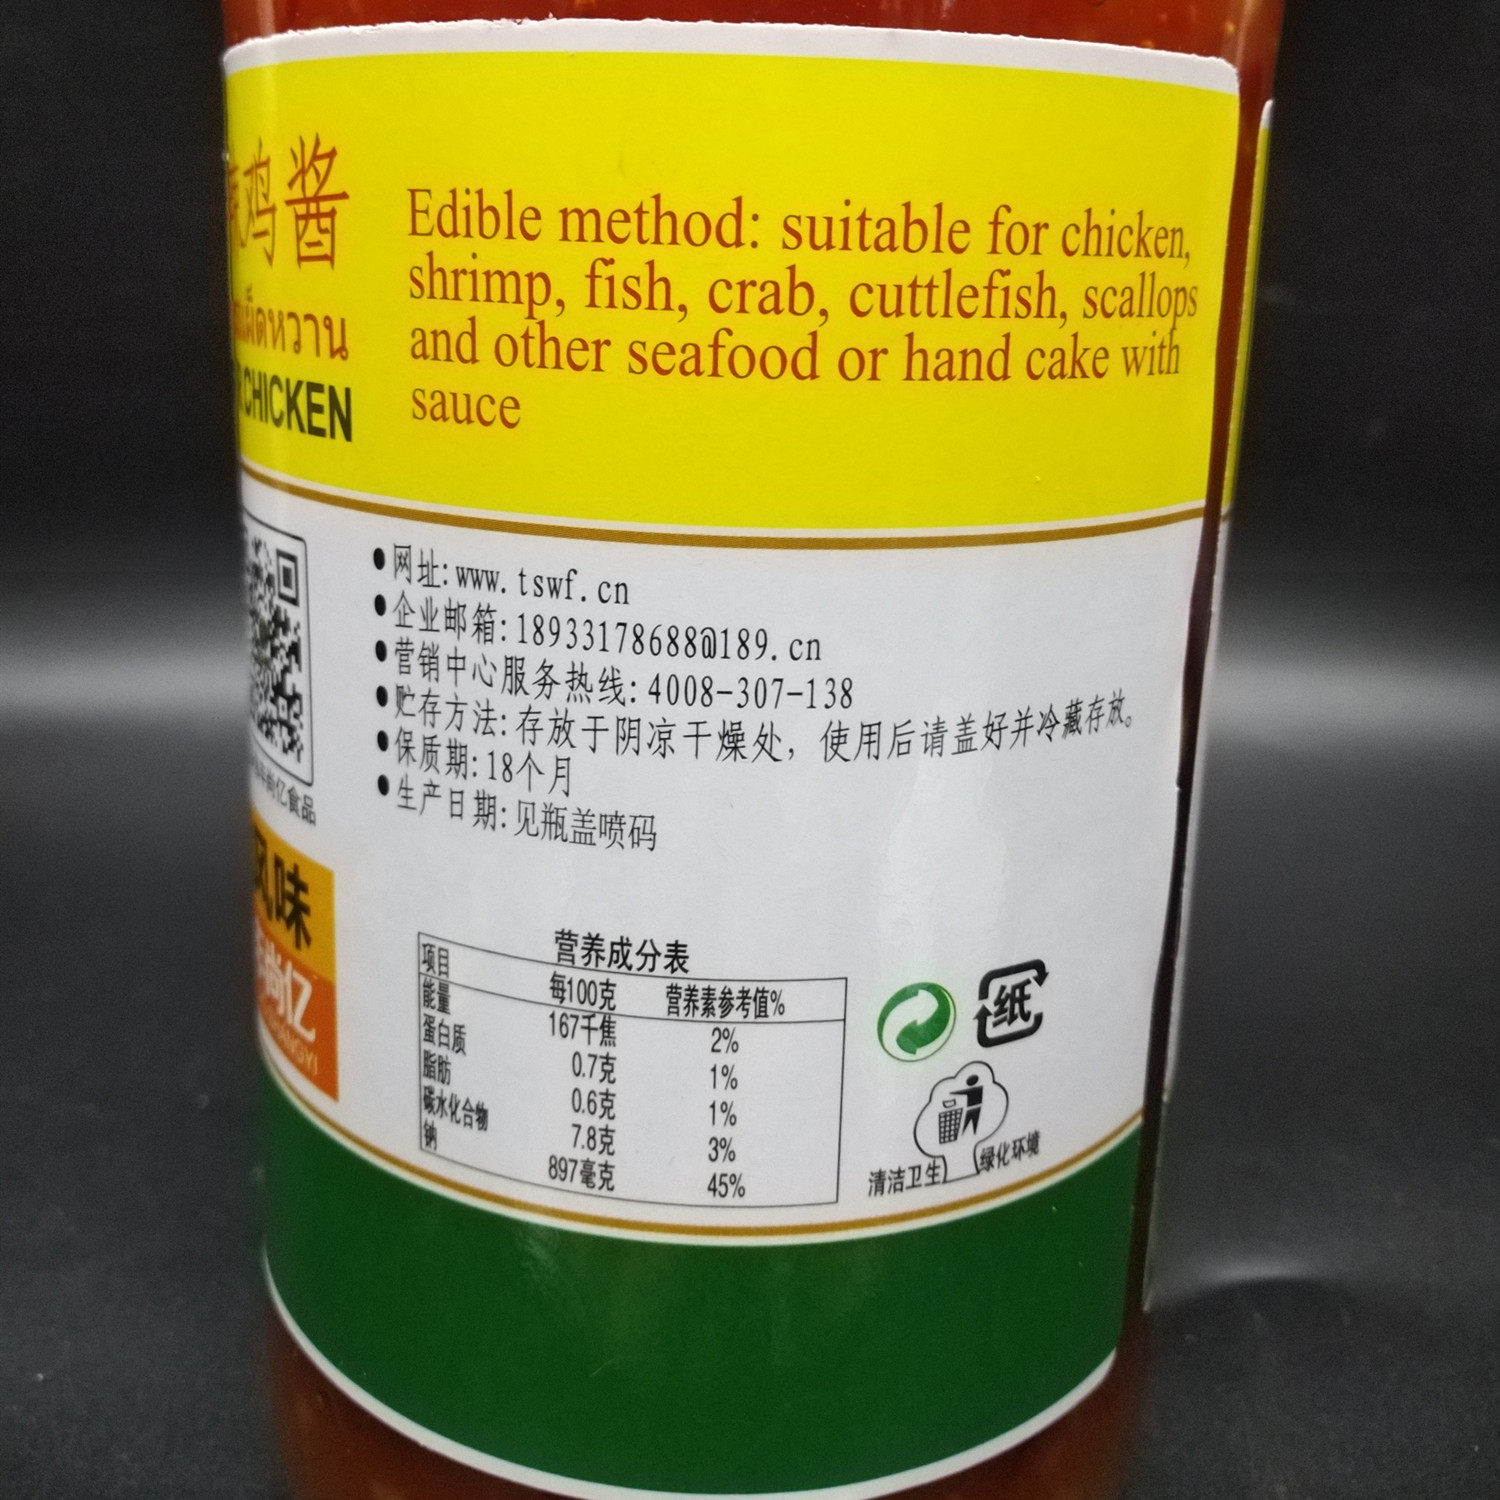 鸡酱
CHICKEN
Edible method: suitable for chicken,
shrimp, fish, crab, cuttlefish, scallops
and other seafood or hand cake with
sauce
●网址:www.tswf.cn
●企业邮箱:18933178688@189.cn
●营销中心服务热线:4008-307-138
●贮存方法:存放于阴凉干燥处，使用后请盖好并冷藏存放。
●保质期:18个月
●生产日期:见瓶盖喷码
亿食品
风味
尚亿
营养成分表
项目 每100克 营养素参考值%
能量 167千焦 2%
蛋白质 0.7克 1%
脂肪 0.6克 1%
碳水化合物 7.8克 3%
钠 897毫克 45%
纸
清洁卫生 绿化环境